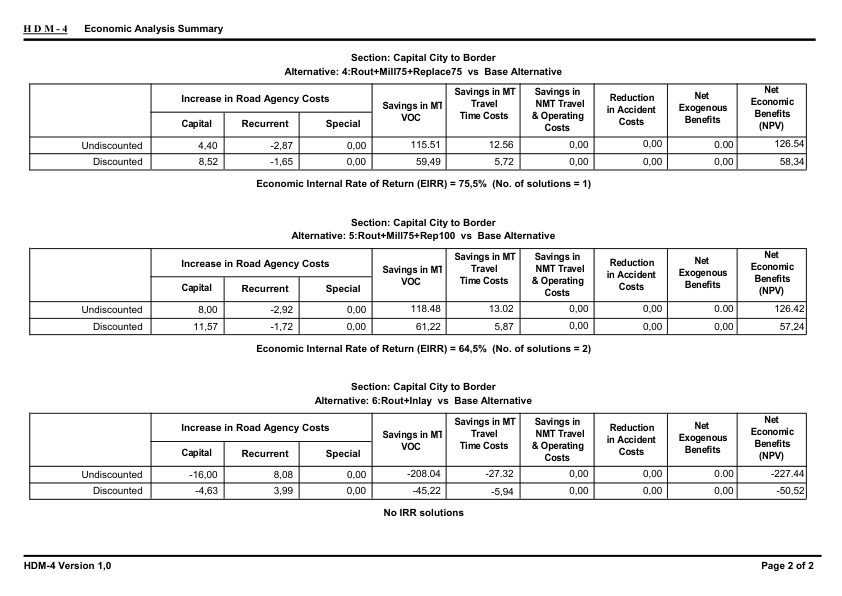 HDM-4 Economic Analysis Summary
Section: Capital City to Border
Alternative: 4:Rout+Mill75+Replace75 vs Base Alternative
Increase in Road Agency Costs
Capital Recurrent Special
Savings in MT
VOC
Savings in MT
Travel
Time Costs
Savings in
NMT Travel
& Operating
Costs
Reduction
in Accident
Costs
Net
Exogenous
Benefits
Net
Economic
Benefits
(NPV)
Undiscounted 4,40 -2,87 0,00 115.51 12.56 0,00 0,00 0.00 126.54
Discounted 8,52 -1,65 0,00 59,49 5,72 0,00 0,00 0,00 58,34
Economic Internal Rate of Return (EIRR) = 75,5% (No. of solutions = 1)
Section: Capital City to Border
Alternative: 5:Rout+Mill75+Rep100 vs Base Alternative
Increase in Road Agency Costs
Capital Recurrent Special
Savings in MT
VOC
Savings in MT
Travel
Time Costs
Savings in
NMT Travel
& Operating
Costs
Reduction
in Accident
Costs
Net
Exogenous
Benefits
Net
Economic
Benefits
(NPV)
Undiscounted 8,00 -2,92 0,00 118.48 13.02 0,00 0,00 0.00 126.42
Discounted 11,57 -1,72 0,00 61,22 5,87 0,00 0,00 0,00 57,24
Economic Internal Rate of Return (EIRR) = 64,5% (No. of solutions = 2)
Section: Capital City to Border
Alternative: 6:Rout+Inlay vs Base Alternative
Increase in Road Agency Costs
Capital Recurrent Special
Savings in MT
VOC
Savings in MT
Travel
Time Costs
Savings in
NMT Travel
& Operating
Costs
Reduction
in Accident
Costs
Net
Exogenous
Benefits
Net
Economic
Benefits
(NPV)
Undiscounted -16,00 8,08 0,00 -208.04 -27.32 0,00 0,00 0.00 -227.44
Discounted -4,63 3,99 0,00 -45,22 -5,94 0,00 0,00 0,00 -50,52
No IRR solutions
HDM-4 Version 1,0 Page 2 of 2